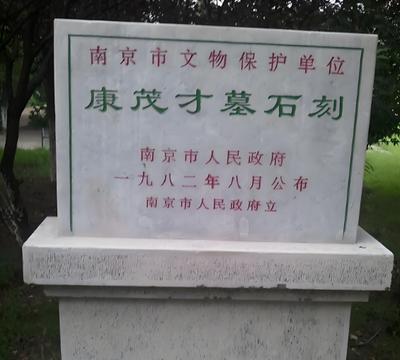 南京市文物保护单位
康茂才墓石刻
南京市人民政府
一九八二年八月公布
南京市人民政府立